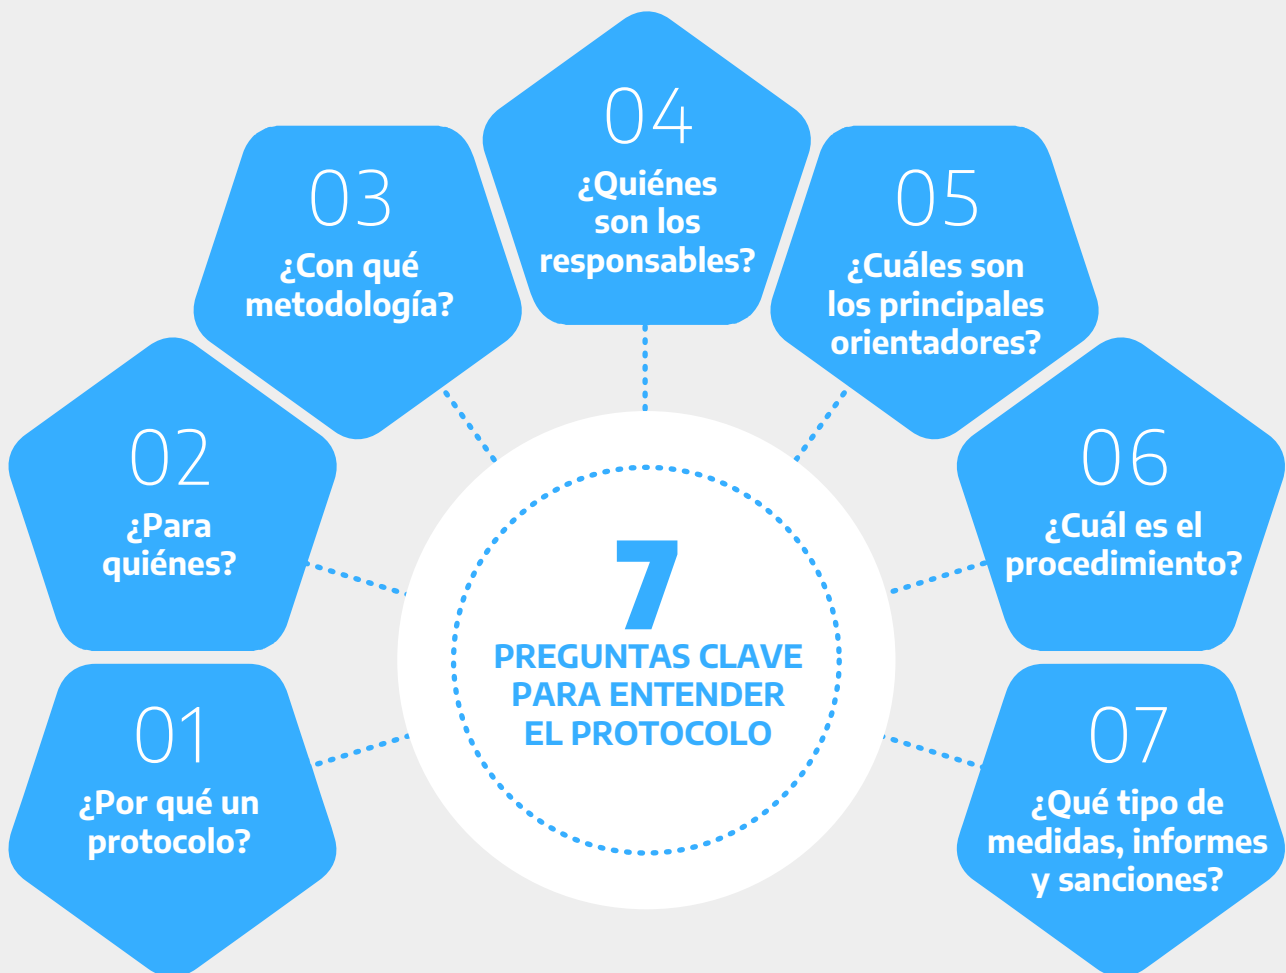 01
¿Por qué un
protocolo?
02
¿Para
quiénes?
03
¿Con qué
metodología?
04
¿Quiénes
son los
responsables?
05
¿Cuáles son
los principales
orientadores?
06
¿Cuál es el
procedimiento?
07
¿Qué tipo de
medidas, informes
y sanciones?
7
PREGUNTAS CLAVE
PARA ENTENDER
EL PROTOCOLO